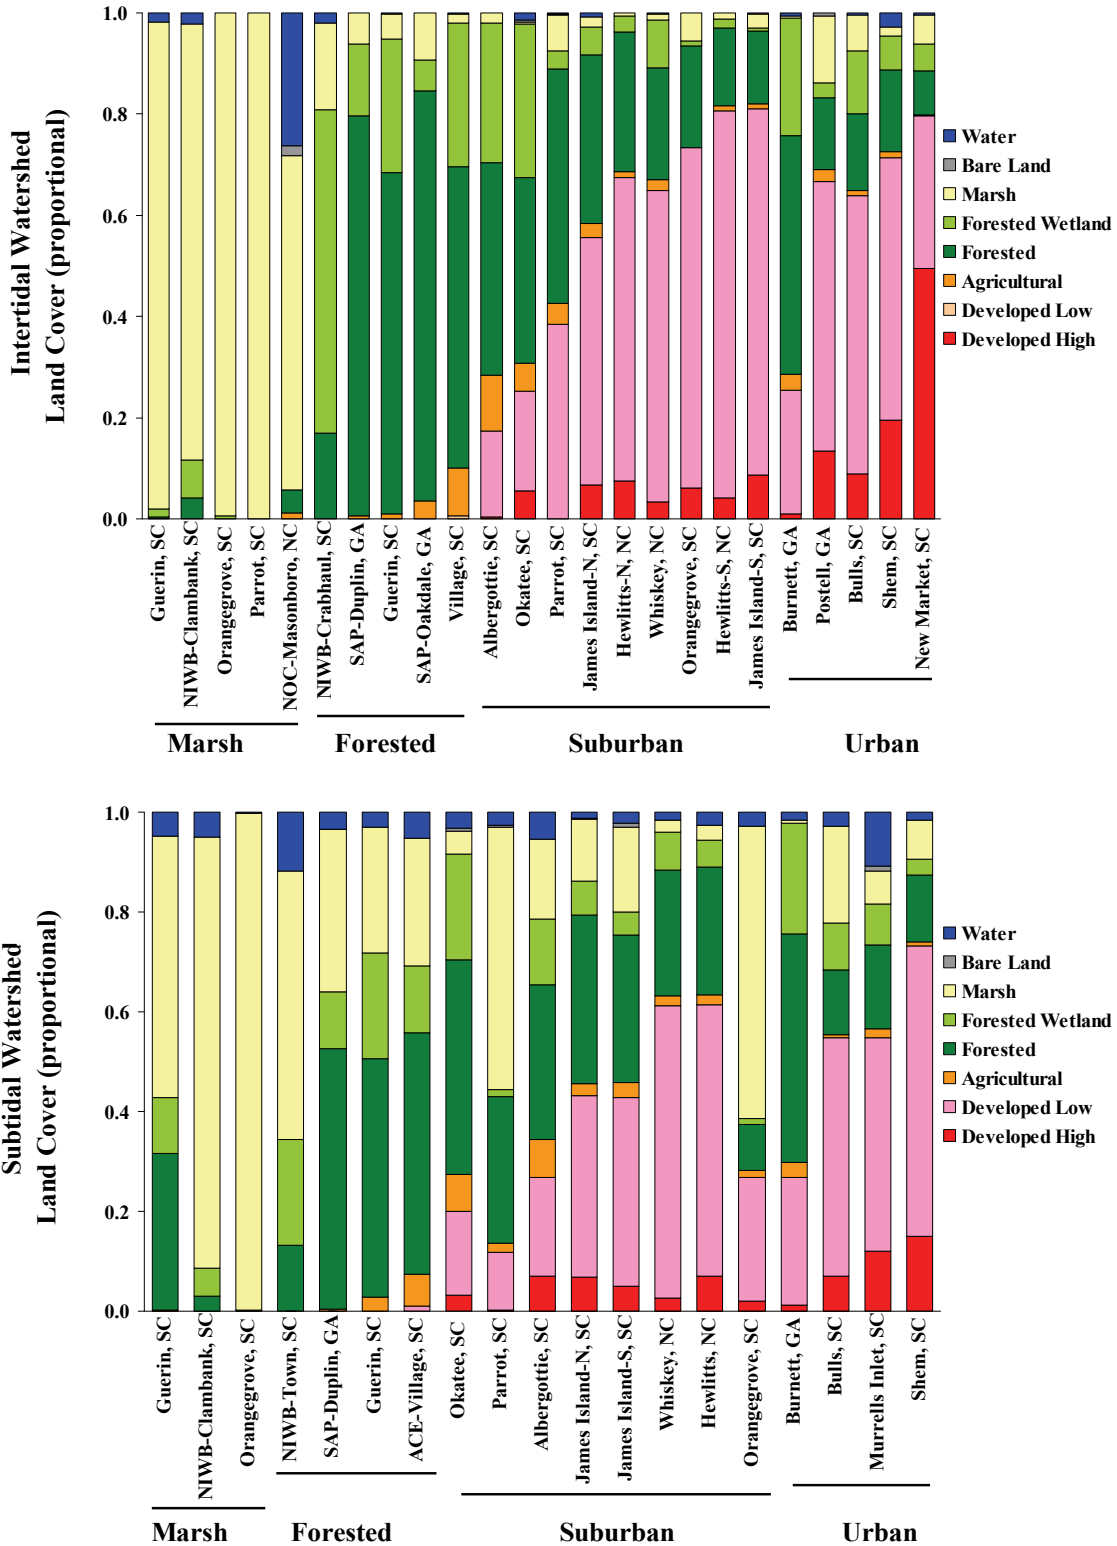 Intertidal Watershed
Land Cover (proportional)
1.0
0.8
0.6
0.4
0.2
0.0
Water
Bare Land
Marsh
Forested Wetland
Forested
Agricultural
Developed Low
Developed High
Guerin, SC
NIWB-Clambank, SC
Orangegrove, SC
Parrot, SC
NOC-Masonboro, NC
NIWB-Crabhaul, SC
SAP-Duplin, GA
Guerin, SC
SAP-Oakdale, GA
Village, SC
Albergottie, SC
Okatee, SC
Parrot, SC
James Island-N, SC
Hewlitts-N, NC
Whiskey, NC
Orangegrove, SC
Hewlitts-S, NC
James Island-S, SC
Burnett, GA
Postell, GA
Bulls, SC
Shem, SC
New Market, SC
Marsh
Forested
Suburban
Urban
Subtidal Watershed
Land Cover (proportional)
1.0
0.8
0.6
0.4
0.2
0.0
Water
Bare Land
Marsh
Forested Wetland
Forested
Agricultural
Developed Low
Developed High
Guerin, SC
NIWB-Clambank, SC
Orangegrove, SC
NIWB-Town, SC
SAP-Duplin, GA
Guerin, SC
ACE-Village, SC
Okatee, SC
Parrot, SC
Albergottie, SC
James Island-N, SC
James Island-S, SC
Whiskey, NC
Hewlitts, NC
Orangegrove, SC
Burnett, GA
Bulls, SC
Murrells Inlet, SC
Shem, SC
Marsh
Forested
Suburban
Urban